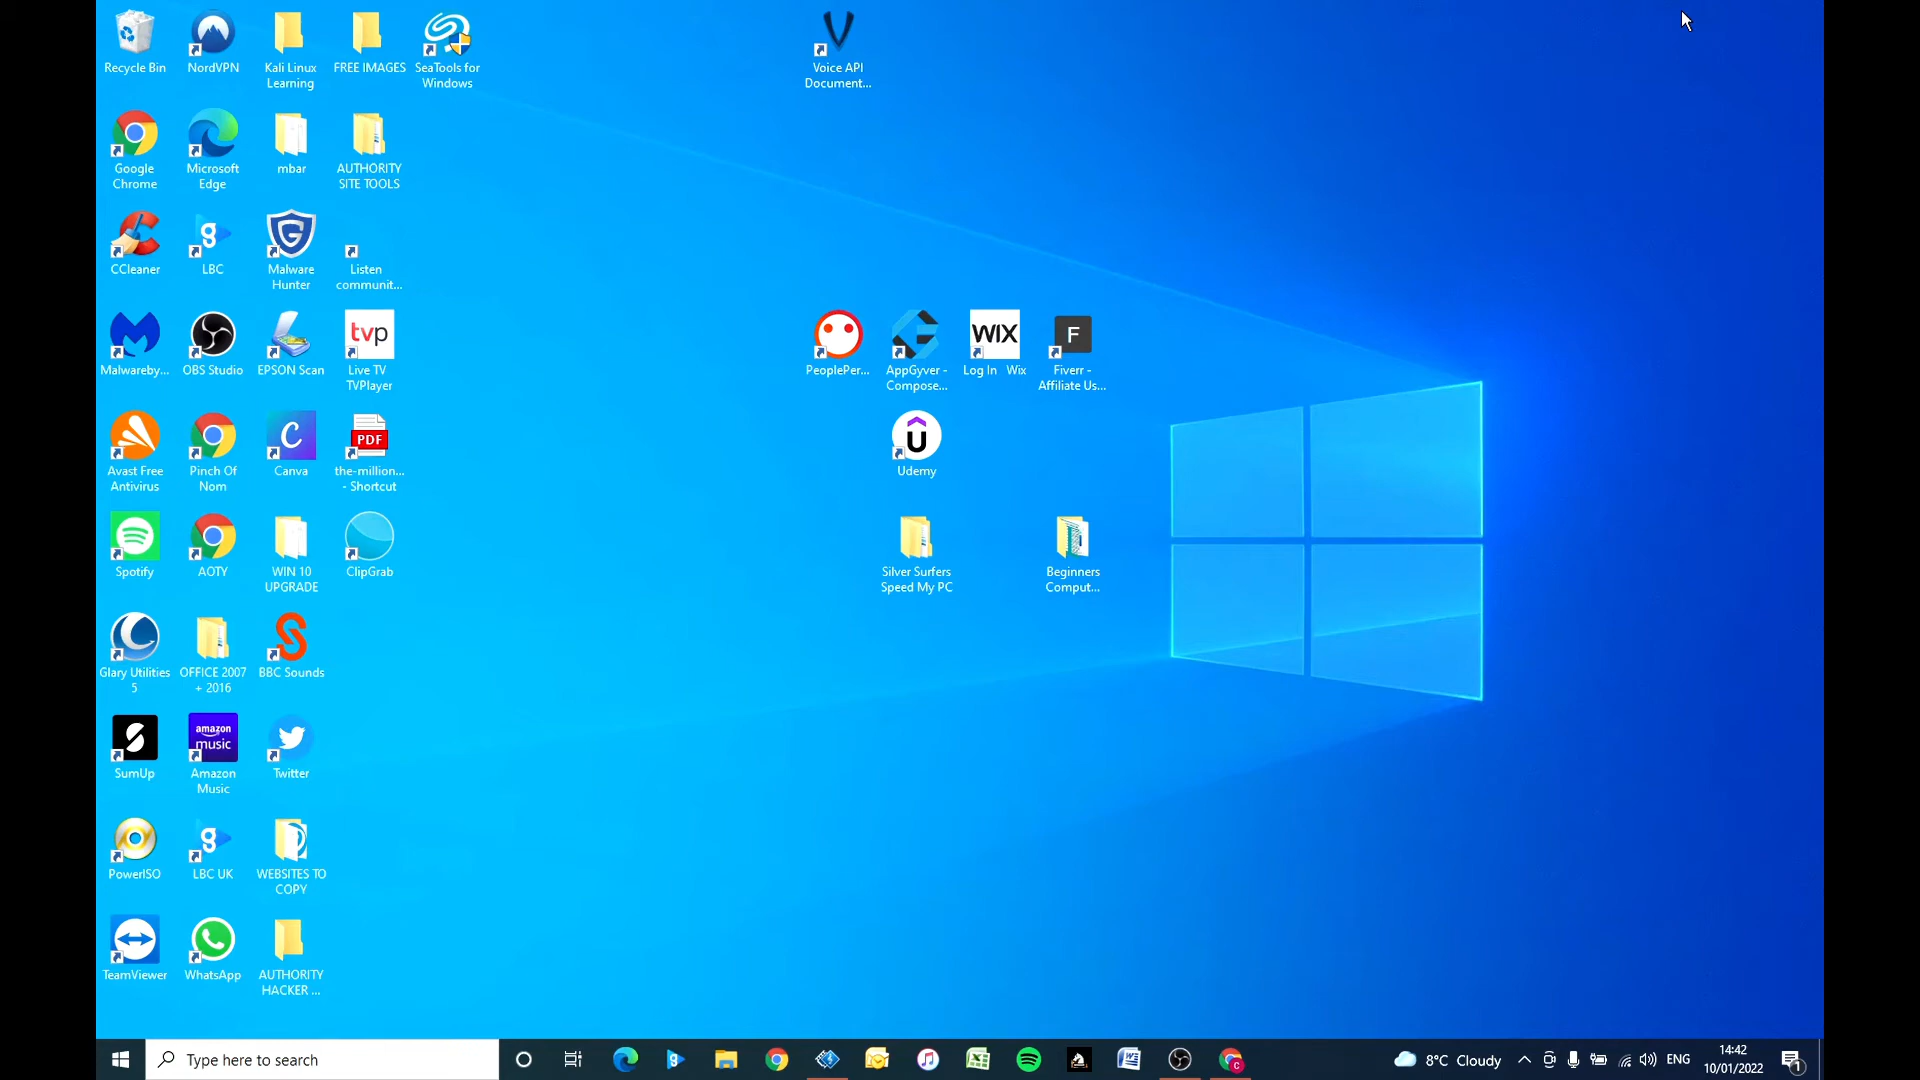 Recycle Bin
NordVPN
Kali Linux
Learning
FREE IMAGES
SeaTools for
Windows
V
Voice API
Document...
Google
Chrome
Microsoft
Edge
mbar
AUTHORITY
SITE TOOLS
CCleaner
g
LBC
G
Malware
Hunter
Listen
communit...
Malwareby...
OBS Studio
EPSON Scan
tvp
Live TV
TVPlayer
PeoplePer...
AppGyver -
Compose...
WIX
Log In Wix
F
Fiverr -
Affiliate Us...
Avast Free
Antivirus
Pinch Of
Nom
C
Canva
PDF
the-million...
- Shortcut
U
Udemy
Spotify
AOTY
WIN 10
UPGRADE
ClipGrab
Silver Surfers
Speed My PC
Beginners
Comput...
Glary Utilities
5
OFFICE 2007
+ 2016
BBC Sounds
SumUp
amazon
music
Amazon
Music
Twitter
PowerISO
g
LBC UK
WEBSITES TO
COPY
TeamViewer
WhatsApp
AUTHORITY
HACKER ...
Type here to search
8°C Cloudy
ENG
14:42
10/01/2022
1